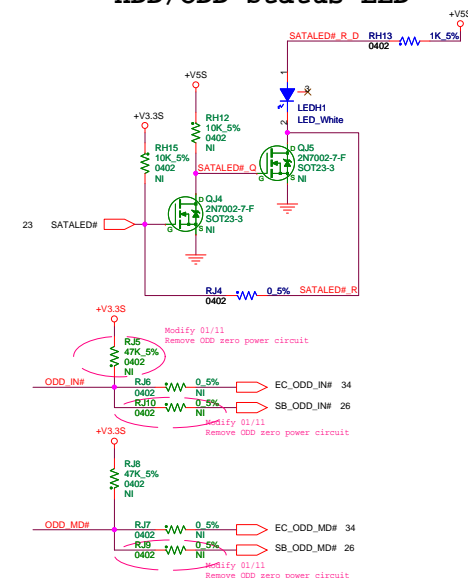 HDD/ODD Status LED
+V5S
SATALED#_R_D
RH13
1K_5%
0402
1
3
+V5S
LEDH1
LED_White
2
RH12
10K_5%
0402
NI
+V3.3S
RH15
10K_5%
0402
NI
SATALED#_Q
D
QJ5
2N7002-7-F
SOT23-3
NI
G
S
D
QJ4
2N7002-7-F
SOT23-3
NI
G
S
23
SATALED#
RJ4
0_5%
SATALED#_R
0402
+V3.3S
Modify 01/11
Remove ODD zero power circuit
RJ5
47K_5%
0402
NI
ODD_IN#
RJ6
0_5%
EC_ODD_IN# 34
0402
NI
RJ10
0_5%
SB_ODD_IN# 26
0402
NI
Modify 01/11
Remove ODD zero power circuit
+V3.3S
RJ8
47K_5%
0402
NI
ODD_MD#
RJ7
0_5%
EC_ODD_MD# 34
0402
NI
RJ9
0_5%
SB_ODD_MD# 26
0402
NI
Modify 01/11
Remove ODD zero power circuit